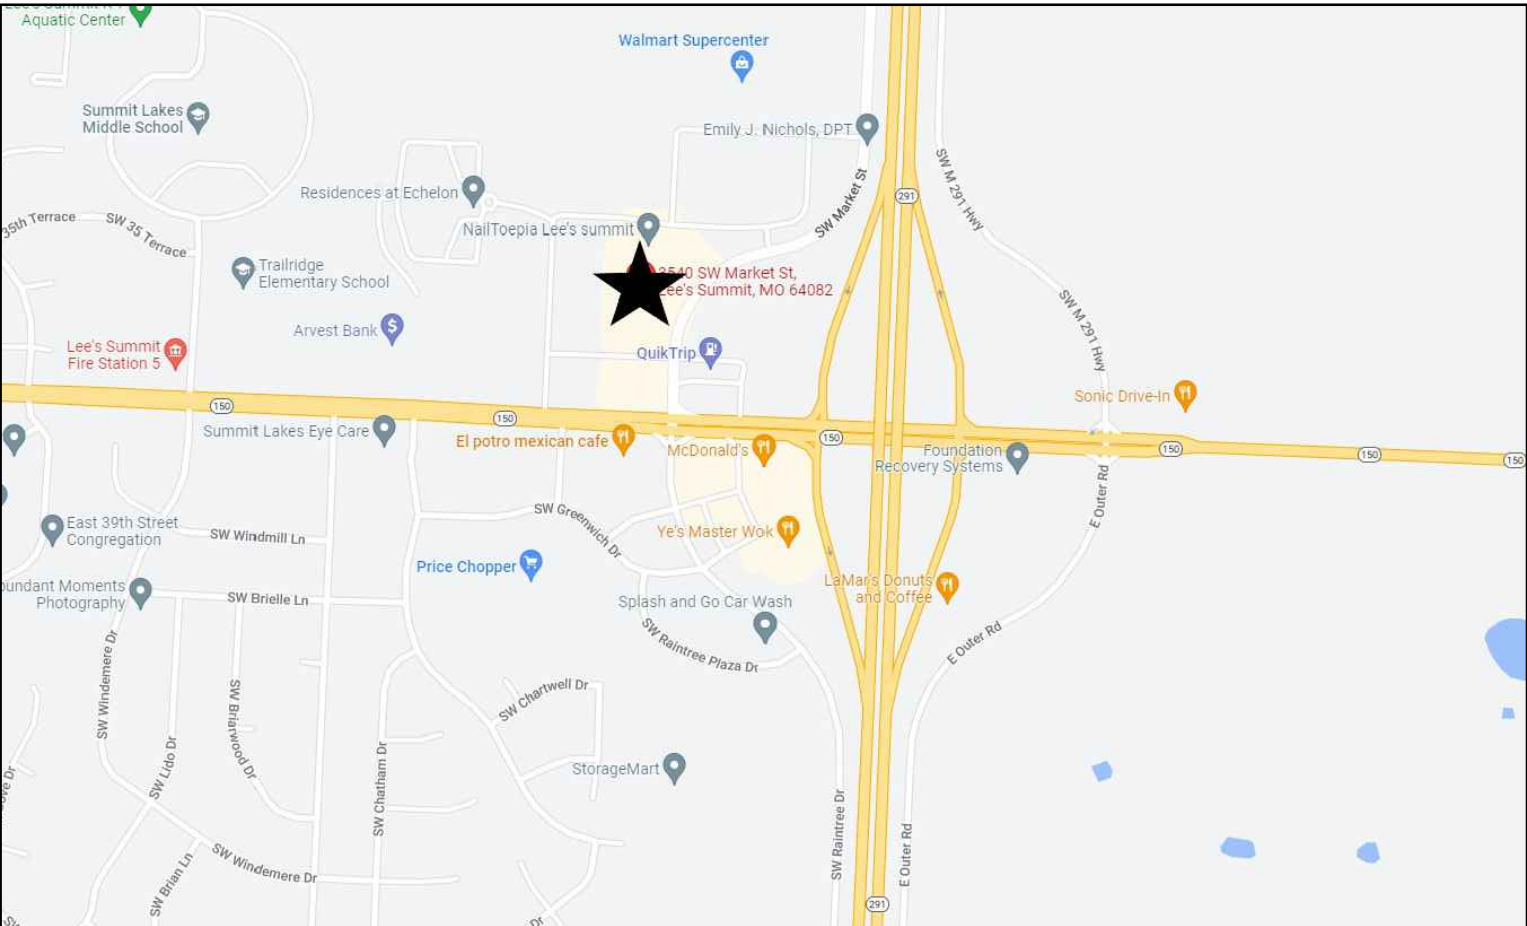 Aquatic Center
Walmart Supercenter
Summit Lakes
Middle School
Emily J. Nichols, DPT
SW M 291 Hwy
SW Market St
291
Residences at Echelon
35th Terrace
SW 35 Terrace
NailToepia Lee's summit
Trailridge
Elementary School
3540 SW Market St,
Lee's Summit, MO 64082
SW M 291 Hwy
Arvest Bank
$
Lee's Summit
Fire Station 5
QuikTrip
Sonic Drive-In
150
150
150
150
150
150
Summit Lakes Eye Care
El potro mexican cafe
McDonald's
Foundation
Recovery Systems
E Outer Rd
East 39th Street
Congregation
SW Windmill Ln
SW Greenwich Dr
Ye's Master Wok
Price Chopper
LaMar's Donuts
and Coffee
Moments
Photography
SW Brielle Ln
Splash and Go Car Wash
E Outer Rd
SW Raintree Plaza Dr
SW Windemere Dr
SW Briarwood Dr
SW Lido Dr
SW Chartwell Dr
SW Chatham Dr
StorageMart
SW Raintree Dr
E Outer Rd
SW Windemere Dr
SW Brian Ln
291
Dr
Dr